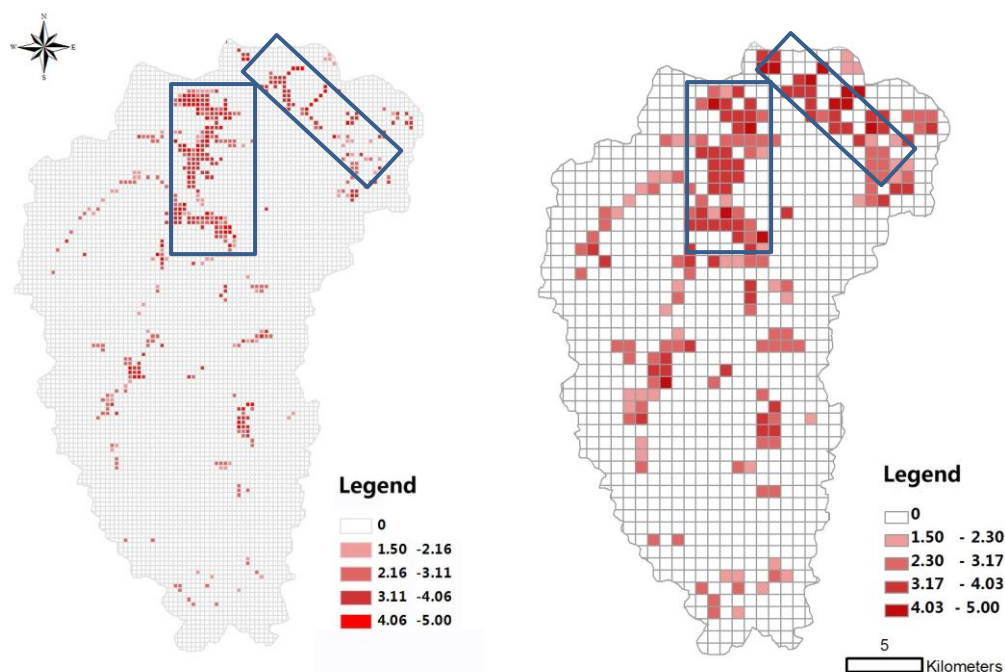 N
W E
S
Legend
0
1.50 -2.16
2.16 -3.11
3.11 -4.06
4.06 -5.00
Legend
0
1.50 - 2.30
2.30 - 3.17
3.17 - 4.03
4.03 - 5.00
5
Kilometers